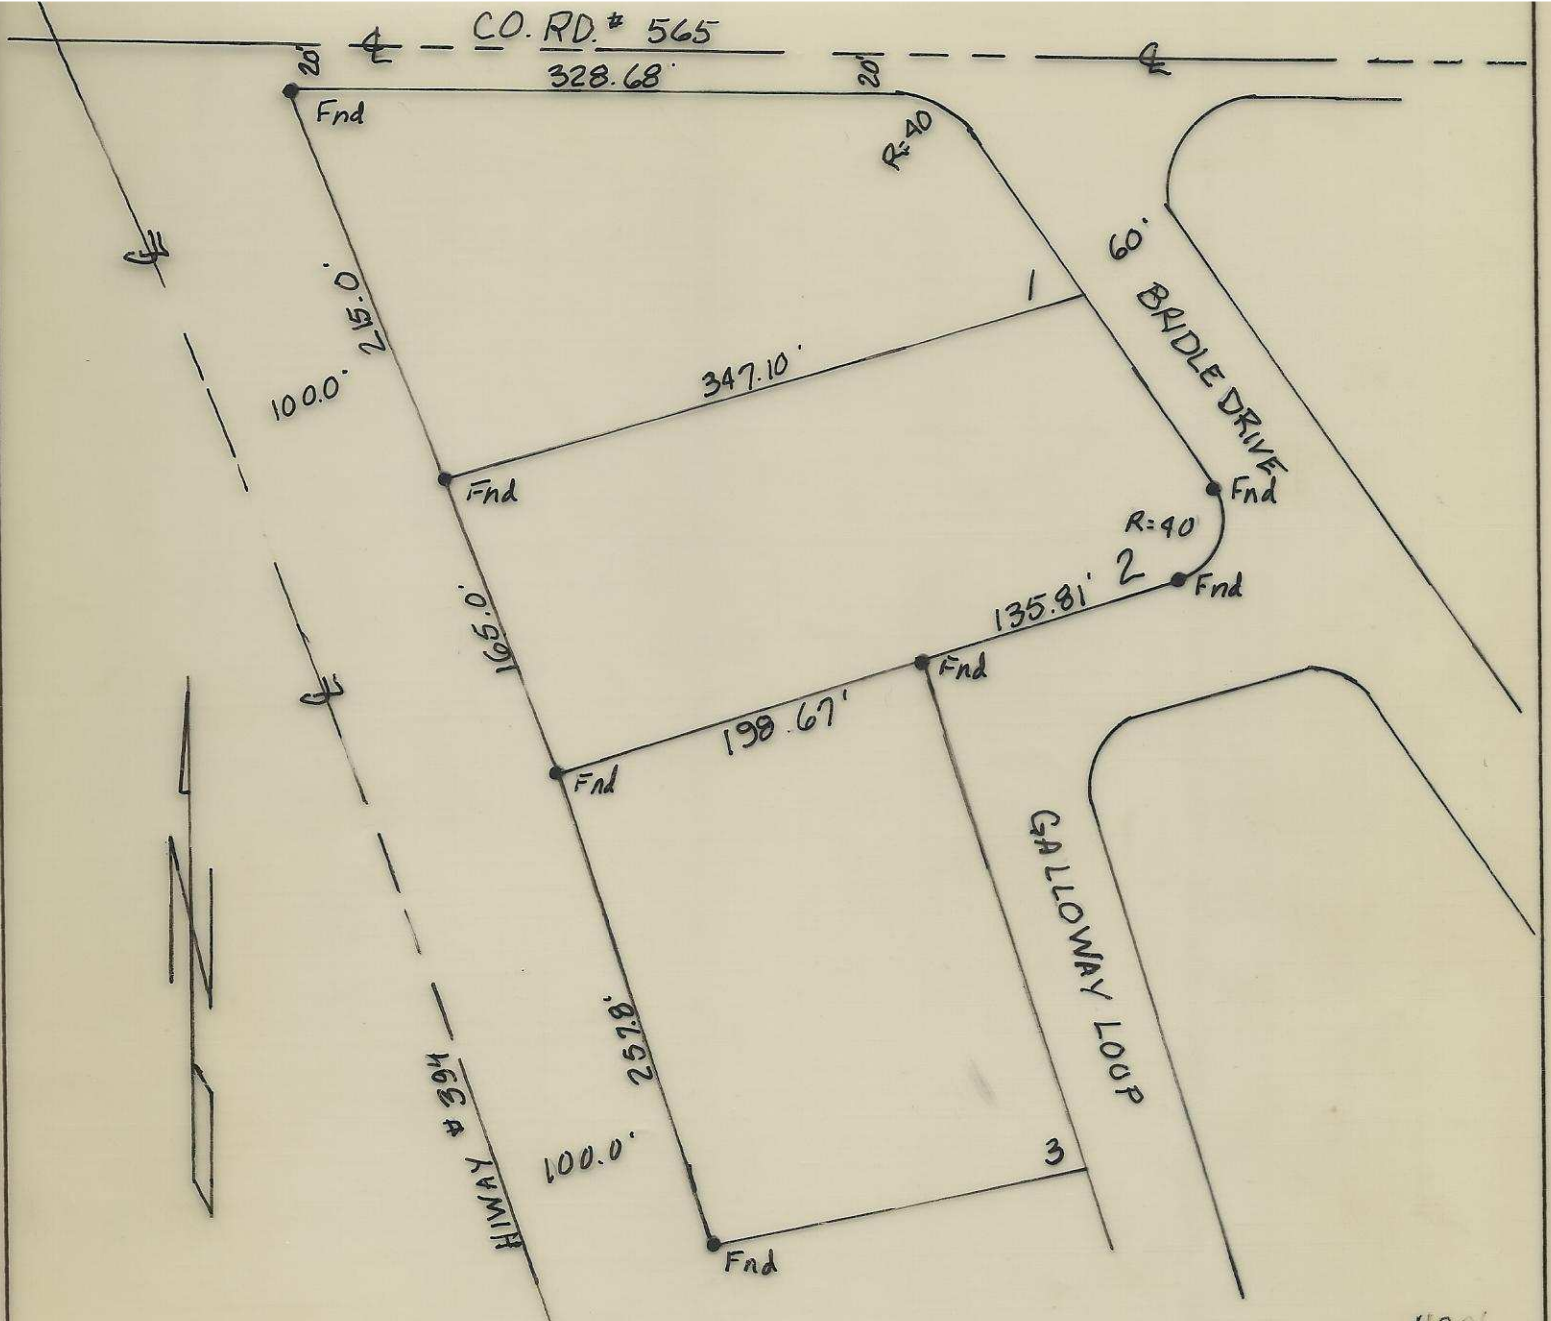 CO. RD. # 565
℄
℄
20'
328.68'
20'
Fnd
R=40
℄
60'
BRIDLE DRIVE
215.0'
1
100.0'
347.10'
Fnd
Fnd
R=40
2
Fnd
135.81'
165.0'
Fnd
℄
198.67'
Fnd
N
GALLOWAY LOOP
257.8'
HIWAY # 394
100.0'
3
Fnd